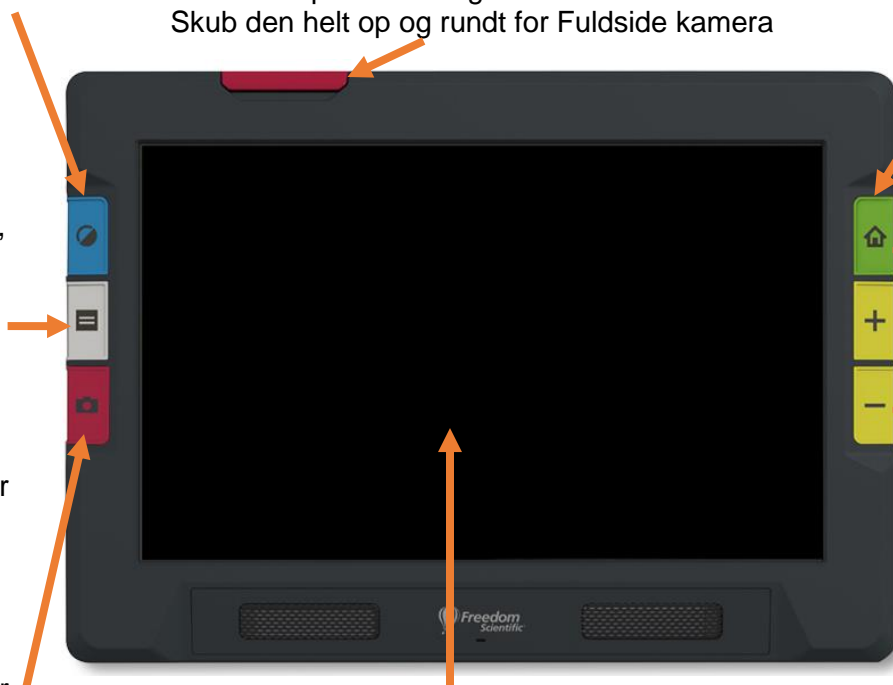 Skub den helt op og rundt for Fuldside kamera
,
r
Freedom
Scientific
r